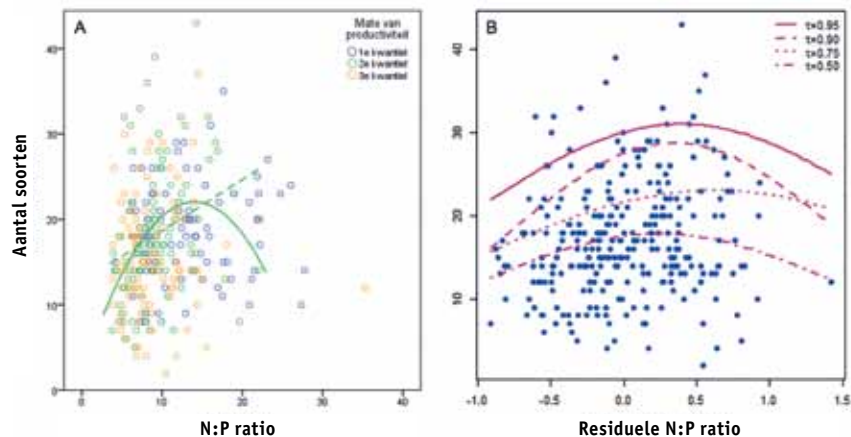 A
Mate van
productiviteit
1e kwantiel
2e kwantiel
3e kwantiel
40
30
20
10
0
0 10 20 30 40
Aantal soorten
N:P ratio
B
τ=0.95
τ=0.90
τ=0.75
τ=0.50
40
30
20
10
-1.0 -0.5 0.0 0.5 1.0 1.5
Residuele N:P ratio